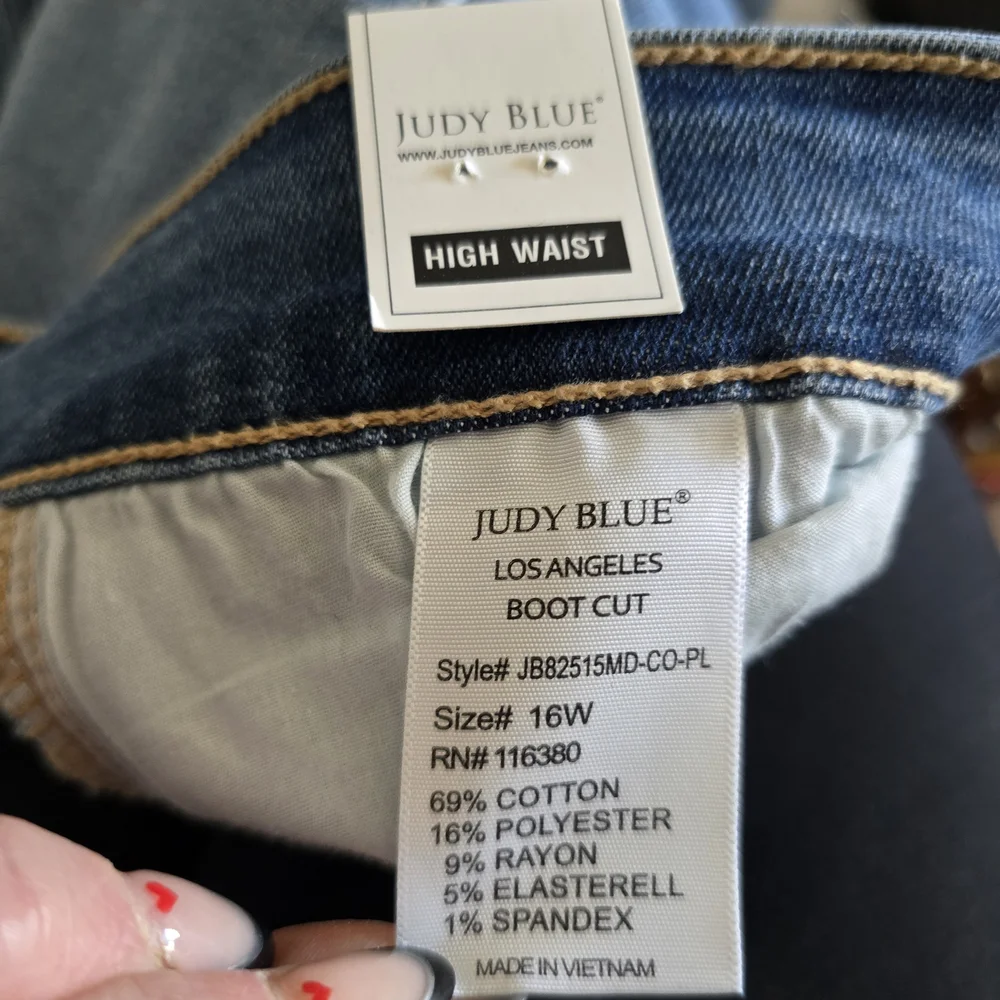 JUDY BLUE®
WWW.JUDYBLUEJEANS.COM
HIGH WAIST
JUDY BLUE®
LOS ANGELES
BOOT CUT
Style# JB82515MD-CO-PL
Size# 16W
RN# 116380
69% COTTON
16% POLYESTER
9% RAYON
5% ELASTERELL
1% SPANDEX
MADE IN VIETNAM